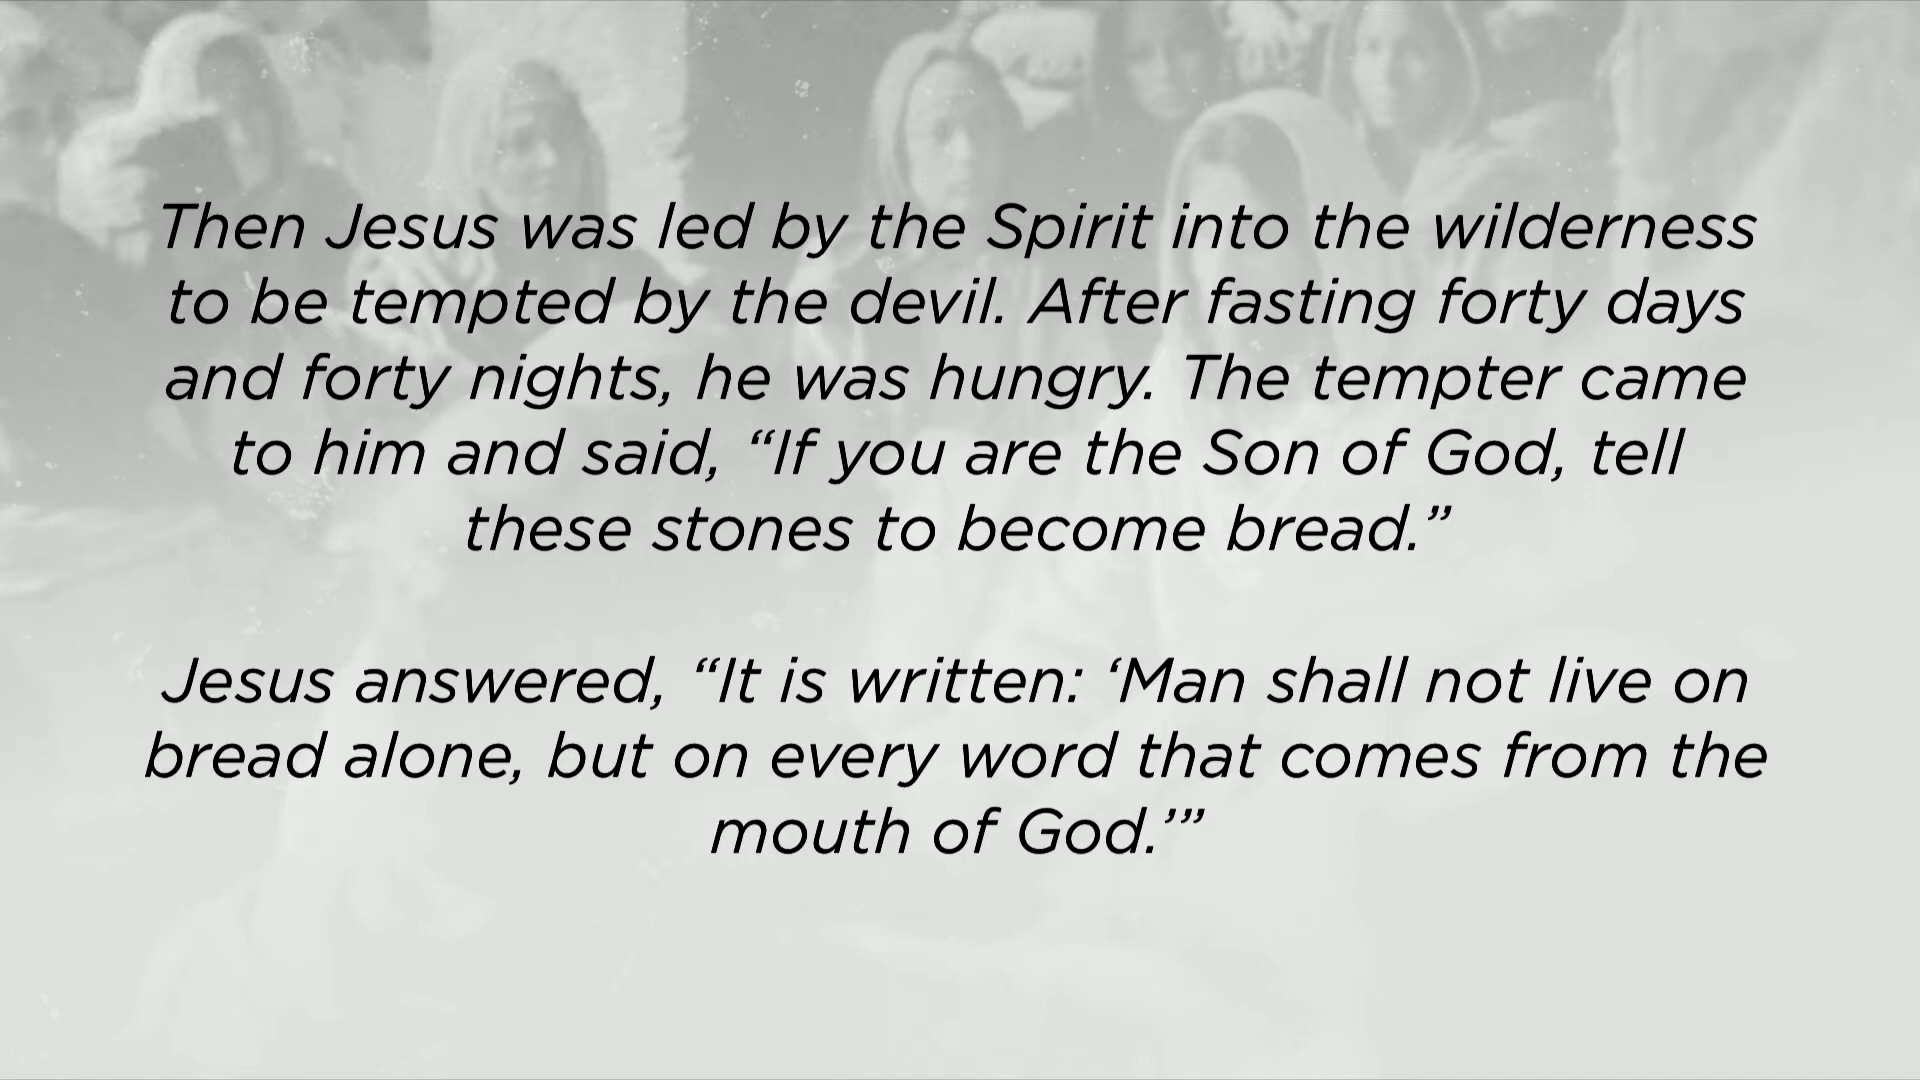 Then Jesus was led by the Spirit into the wilderness
to be tempted by the devil. After fasting forty days
and forty nights, he was hungry. The tempter came
to him and said, “If you are the Son of God, tell
these stones to become bread.”
Jesus answered, “It is written: ‘Man shall not live on
bread alone, but on every word that comes from the
mouth of God.’”